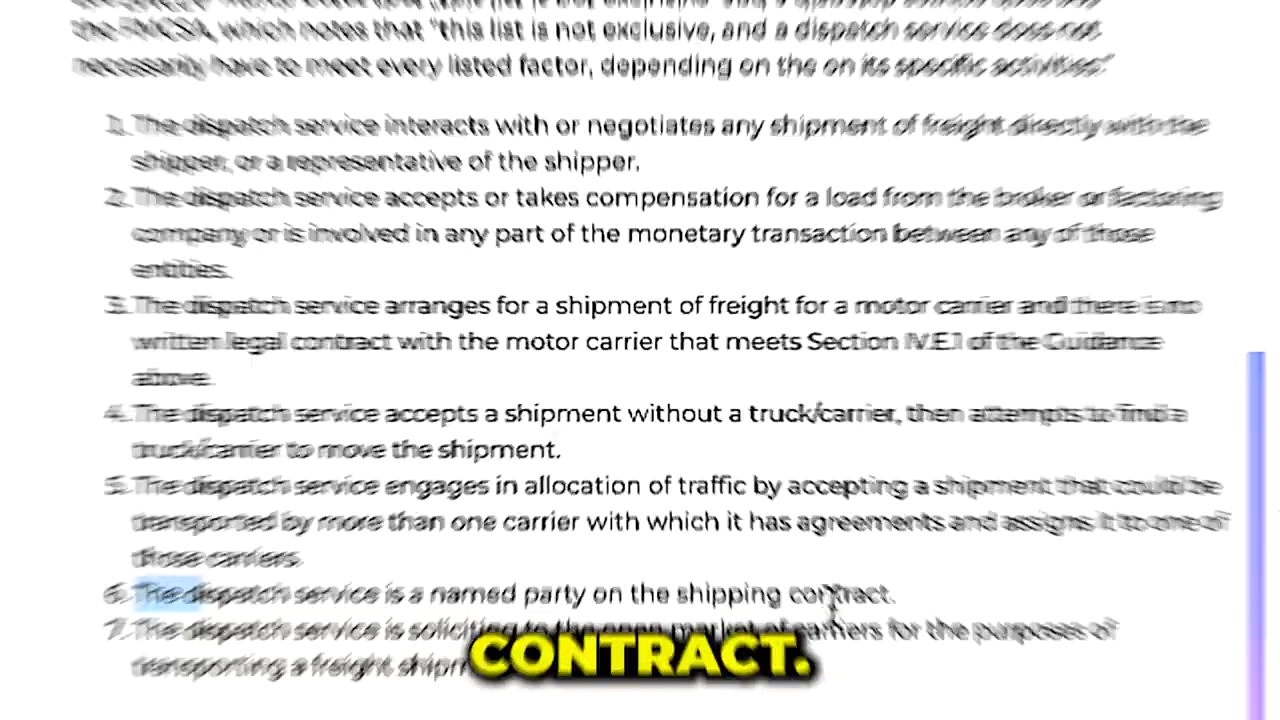 the FMCSA, which notes that "this list is not exclusive, and a dispatch service does not
necessarily have to meet every listed factor, depending on the on its specific activities"
1. The dispatch service interacts with or negotiates any shipment of freight directly with the
shipper, or a representative of the shipper.
2. The dispatch service accepts or takes compensation for a load from the broker or factoring
company or is involved in any part of the monetary transaction between any of those
entities.
3. The dispatch service arranges for a shipment of freight for a motor carrier and there is no
written legal contract with the motor carrier that meets Section IV.E.1 of the Guidance
above.
4. The dispatch service accepts a shipment without a truck/carrier, then attempts to find a
truck/carrier to move the shipment.
5. The dispatch service engages in allocation of traffic by accepting a shipment that could be
transported by more than one carrier with which it has agreements and assigns it to one of
those carriers.
6. The dispatch service is a named party on the shipping contract.
7. The dispatch service is soliciting to the open market of carriers for the purposes of
transporting a freight
CONTRACT.